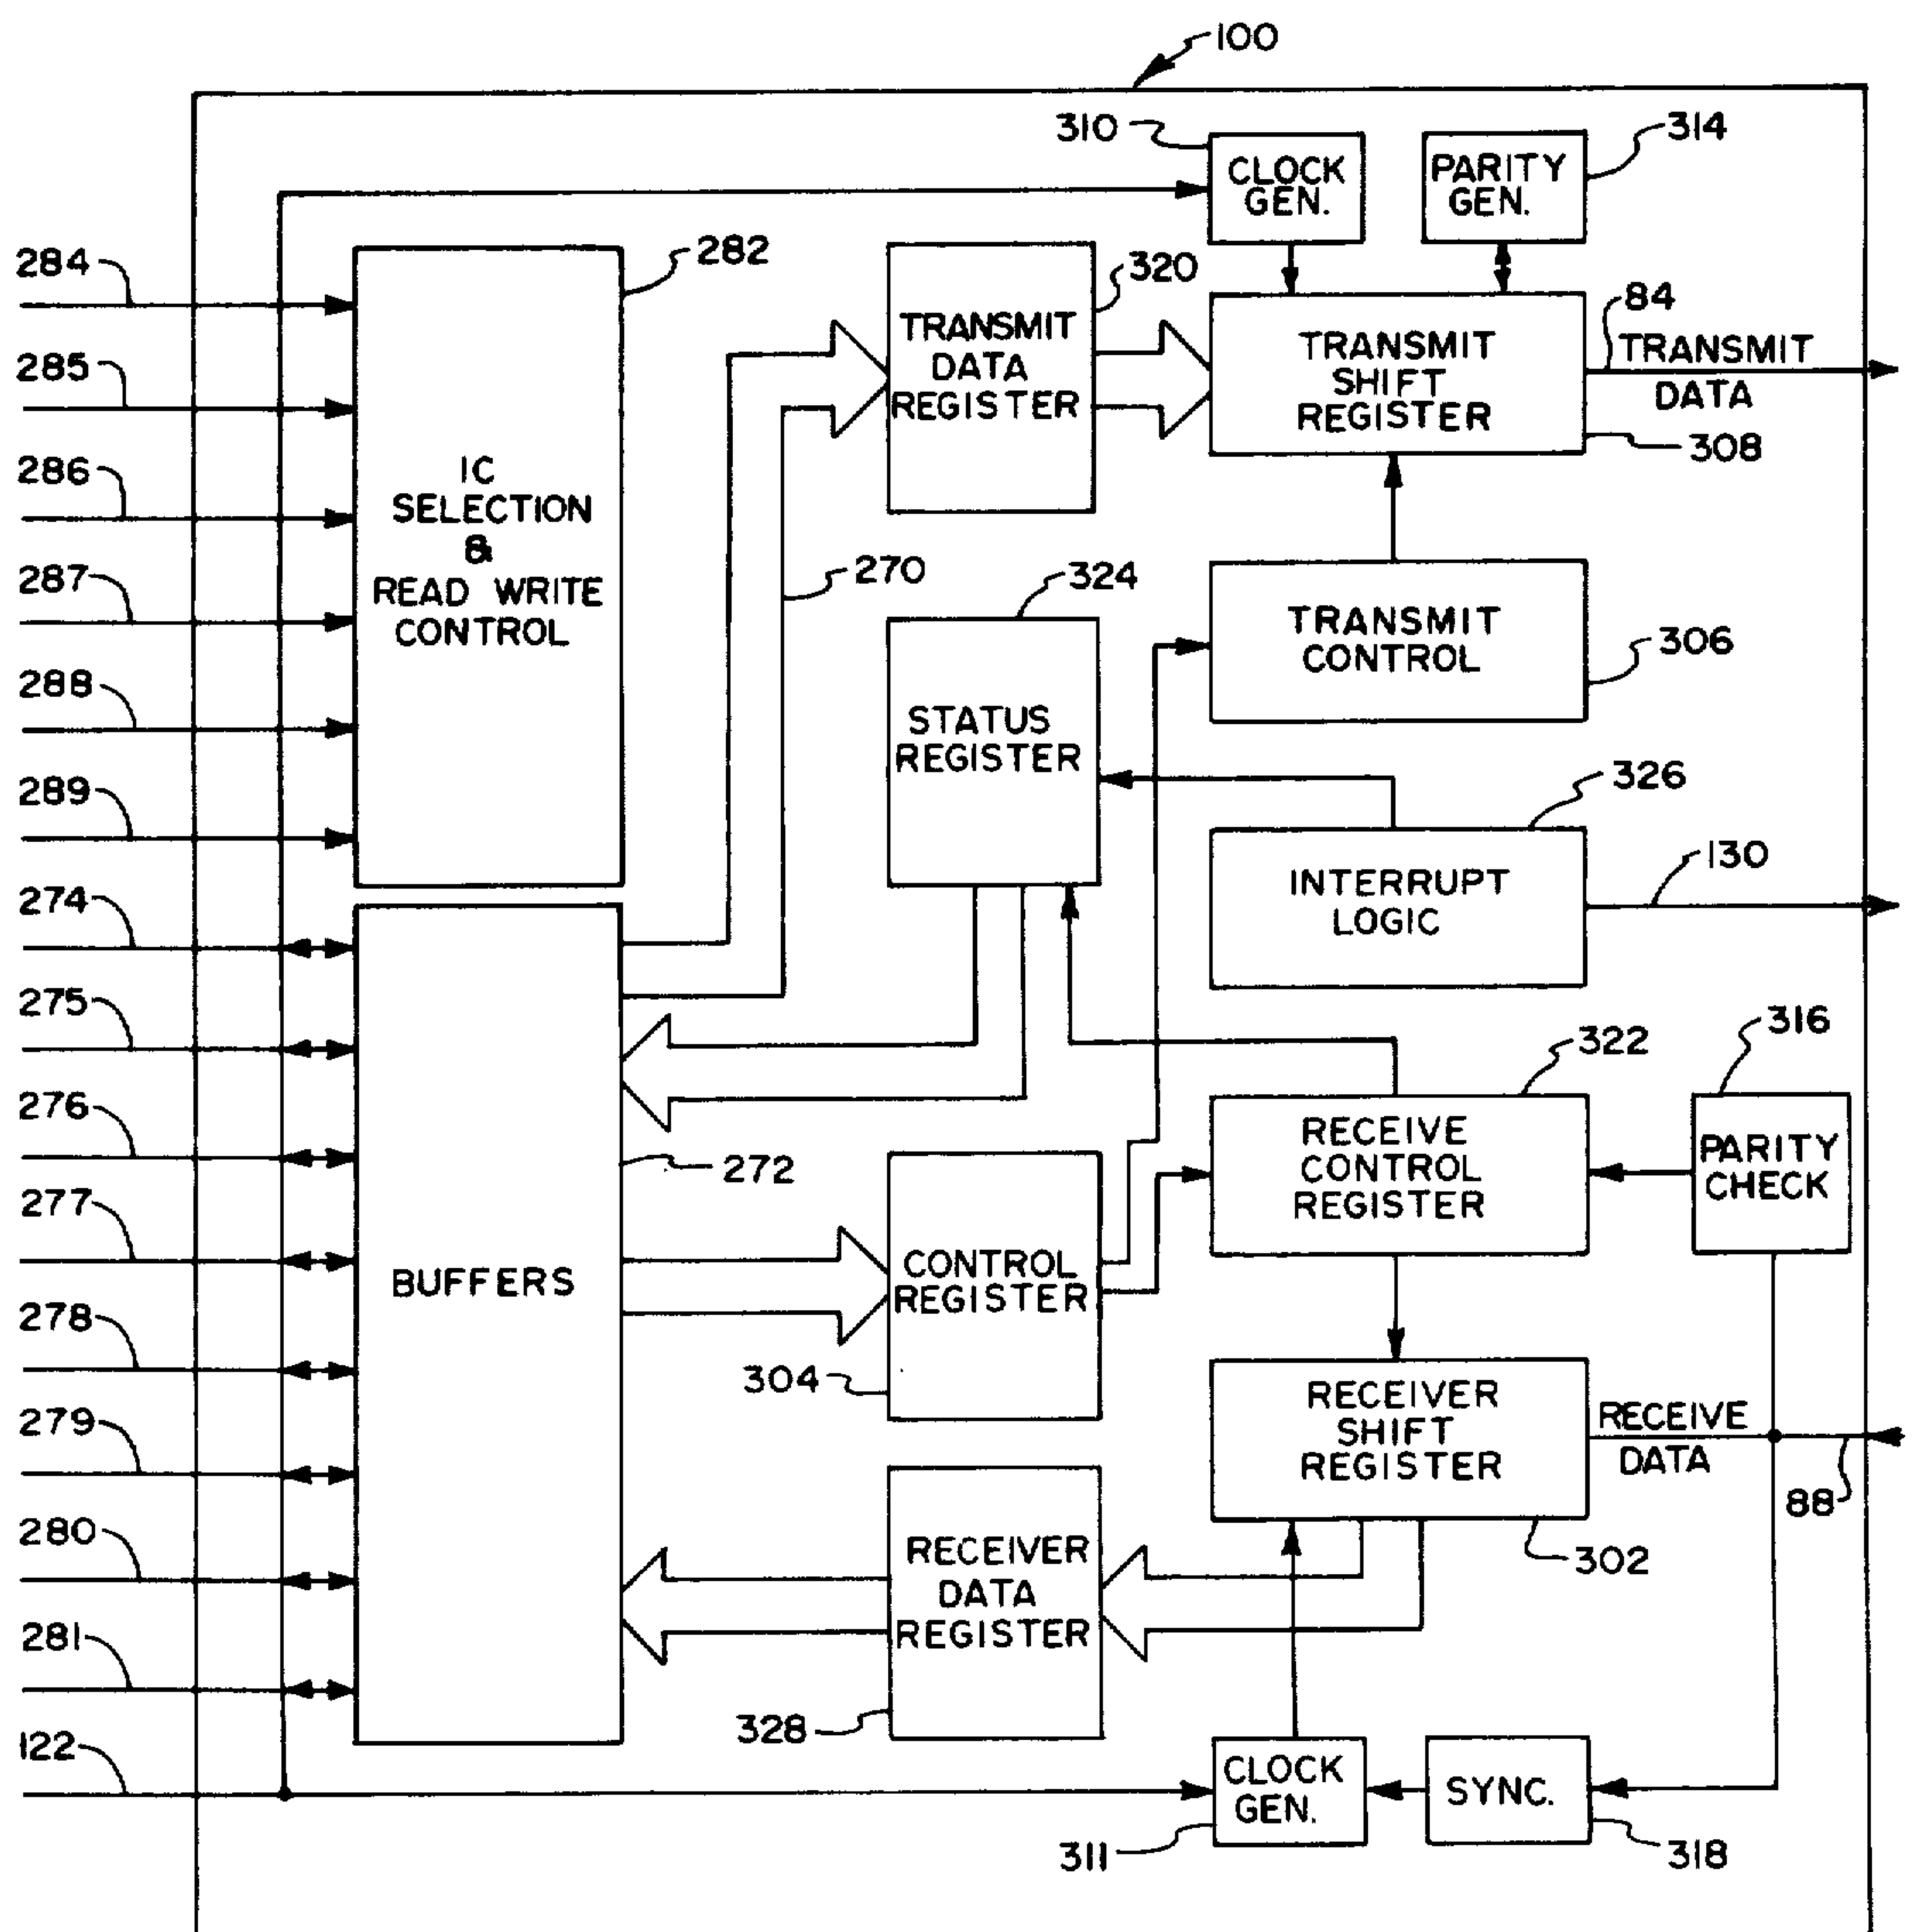 100
310
CLOCK
GEN.
PARITY
GEN.
314
284
285
286
287
288
289
IC
SELECTION
&
READ WRITE
CONTROL
282
TRANSMIT
DATA
REGISTER
320
TRANSMIT
SHIFT
REGISTER
84
TRANSMIT
DATA
308
270
324
STATUS
REGISTER
TRANSMIT
CONTROL
306
326
INTERRUPT
LOGIC
130
274
275
276
277
278
279
280
281
122
BUFFERS
272
CONTROL
REGISTER
304
322
RECEIVE
CONTROL
REGISTER
316
PARITY
CHECK
RECEIVER
SHIFT
REGISTER
RECEIVE
DATA
88
302
RECEIVER
DATA
REGISTER
328
CLOCK
GEN.
311
SYNC.
318